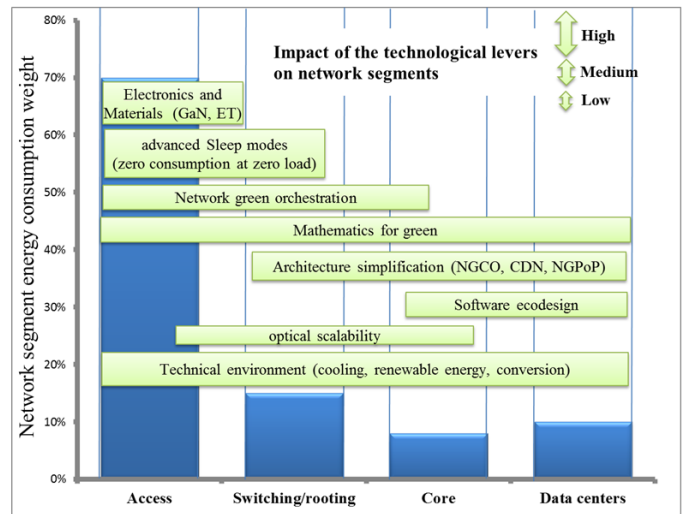 Network segment energy consumption weight
80%
70%
60%
50%
40%
30%
20%
10%
0%
Impact of the technological levers
on network segments
High
Medium
Low
Electronics and
Materials (GaN, ET)
advanced Sleep modes
(zero consumption at zero load)
Network green orchestration
Mathematics for green
Architecture simplification (NGCO, CDN, NGPoP)
Software ecodesign
optical scalability
Technical environment (cooling, renewable energy, conversion)
Access
Switching/rooting
Core
Data centers